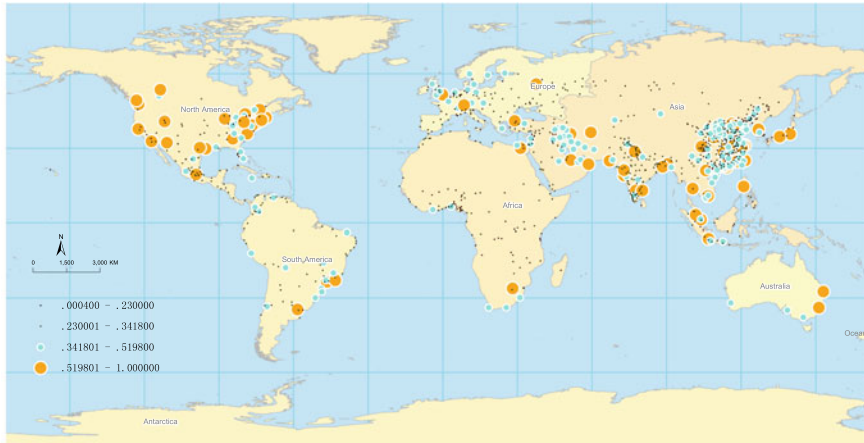 North America
Europe
Asia
Africa
South America
Australia
Ocean
Antarctica
N
0 1,500 3,000 KM
.000400 - .230000
.230001 - .341800
.341801 - .519800
.519801 - 1.000000